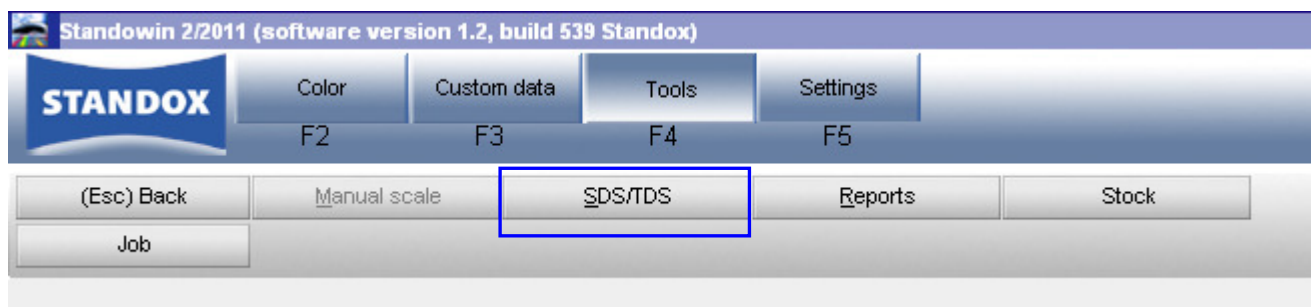 Standowin 2/2011 (software version 1.2, build 539 Standox)
STANDOX
Color Custom data Tools Settings
F2 F3 F4 F5
(Esc) Back Manual scale SDS/TDS Reports Stock
Job